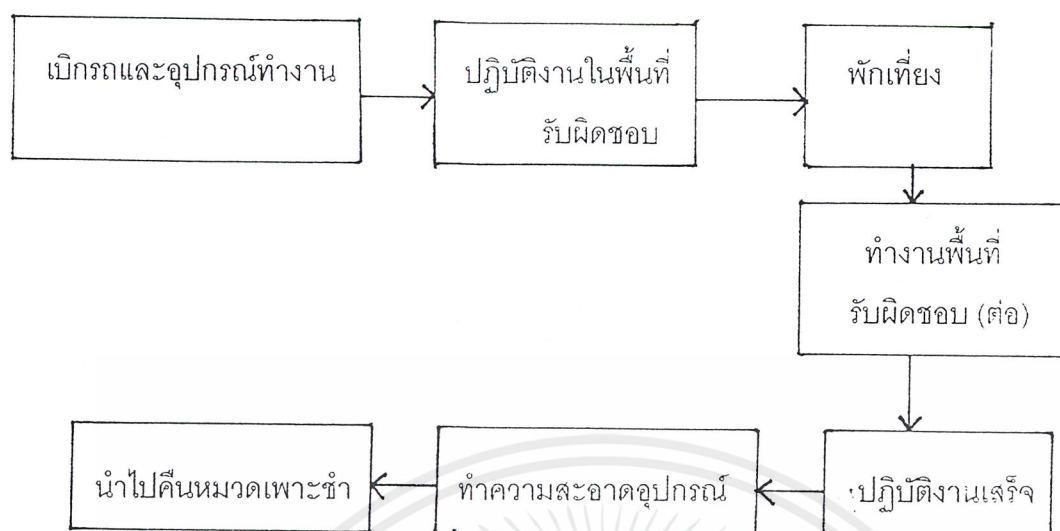 เบิกรถและอุปกรณ์ทำงาน
ปฏิบัติงานในพื้นที่
รับผิดชอบ
พักเที่ยง
ทำงานพื้นที่
รับผิดชอบ (ต่อ)
ปฏิบัติงานเสร็จ
ทำความสะอาดอุปกรณ์
นำไปคืนหมวดเพาะชำ